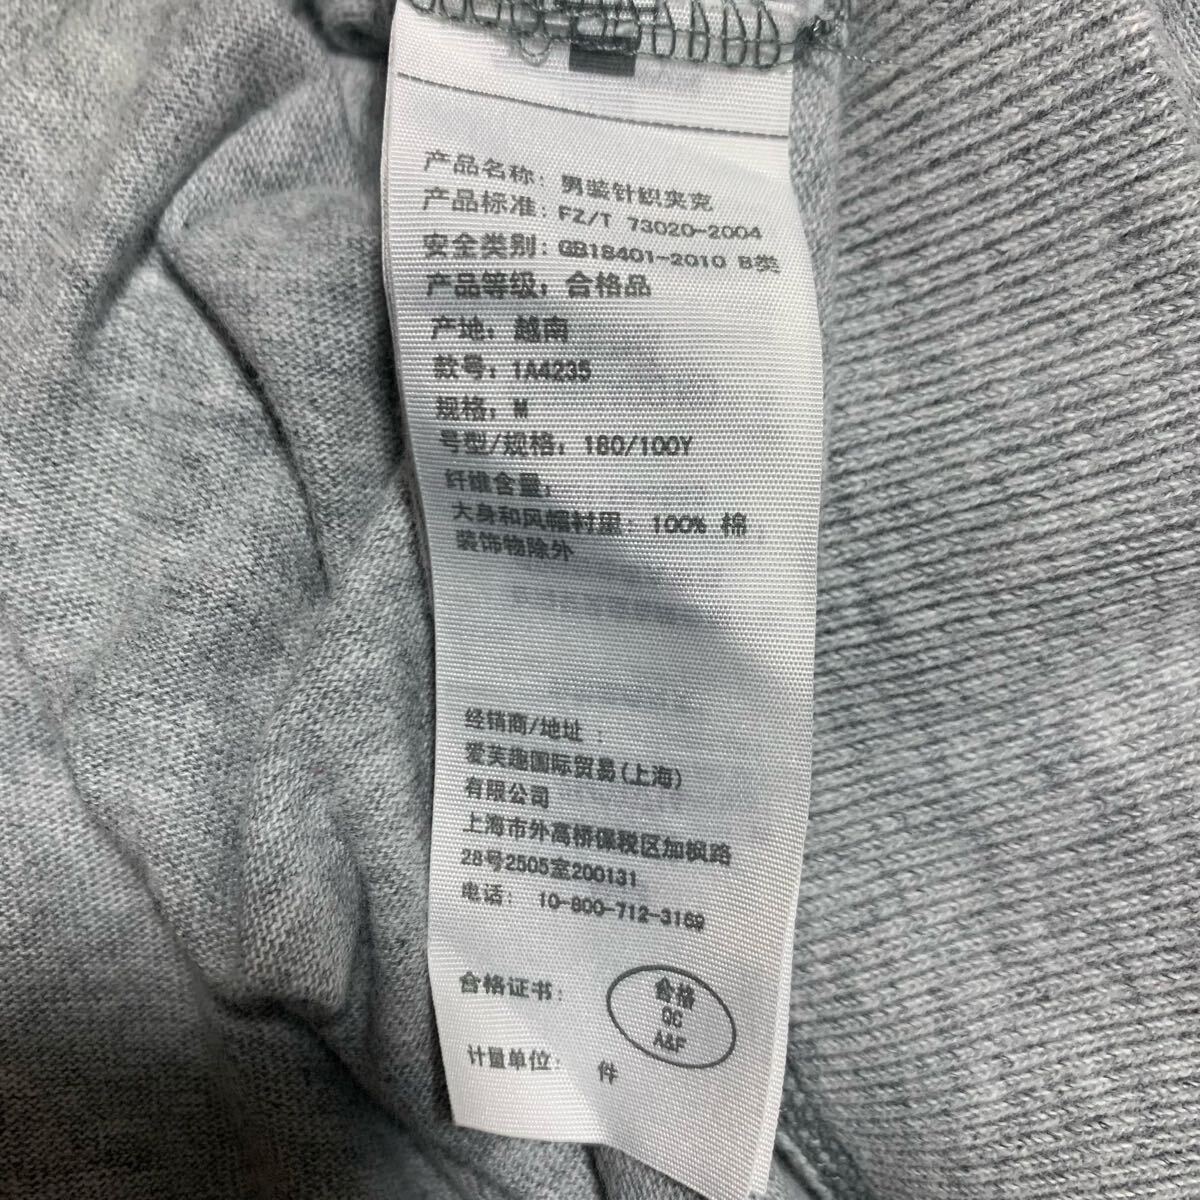 产品名称: 男装针织夹克
产品标准: FZ/T 73020-2004
安全类别: GB18401-2010 B类
产品等级: 合格品
产地: 越南
款号: 1A4235
规格: M
号型/规格: 180/100Y
纤维含量:
大身和风帽衬里: 100% 棉
装饰物除外
经销商/地址 :
爱芙趣国际贸易(上海)
有限公司
上海市外高桥保税区加枫路
28号2505室200131
电话: 10-800-712-3169
合格证书:
合格
QC
A&F
计量单位: 件